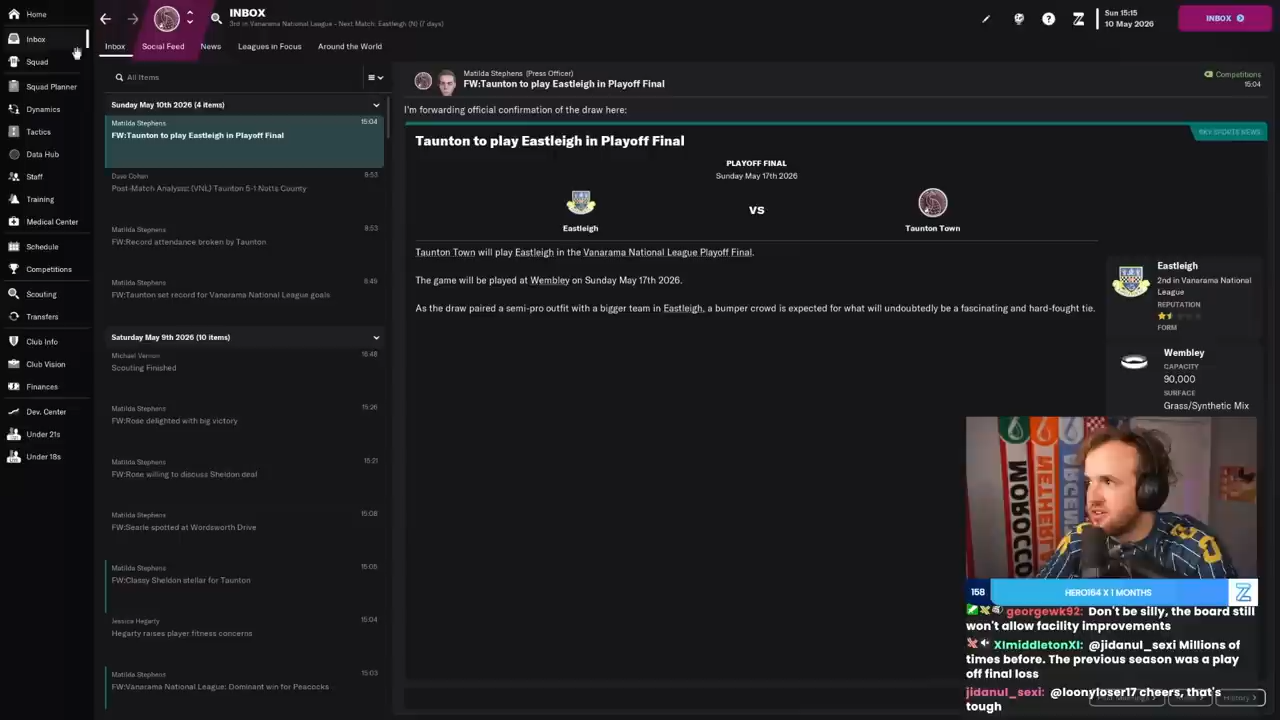 Home
Inbox
Squad
Squad Planner
Dynamics
Tactics
Data Hub
Staff
Training
Medical Center
Schedule
Competitions
Scouting
Transfers
Club Info
Club Vision
Finances
Dev. Center
Under 21s
Under 18s
INBOX
3rd in Vanarama National League - Next Match: Eastleigh (N) (7 days)
Sun 15:15
10 May 2026
INBOX
Inbox
Social Feed
News
Leagues in Focus
Around the World
All Items
Sunday May 10th 2026 (4 items)
Matilda Stephens 15:04
FW:Taunton to play Eastleigh in Playoff Final
Dave Cohen 8:53
Post-Match Analysis: (VNL) Taunton 5-1 Notts County
Matilda Stephens 8:53
FW:Record attendance broken by Taunton
Matilda Stephens 8:49
FW:Taunton set record for Vanarama National League goals
Saturday May 9th 2026 (10 items)
Michael Vernon 16:48
Scouting Finished
Matilda Stephens 15:26
FW:Rose delighted with big victory
Matilda Stephens 15:21
FW:Rose willing to discuss Sheldon deal
Matilda Stephens 15:08
FW:Searle spotted at Wordsworth Drive
Matilda Stephens 15:05
FW:Classy Sheldon stellar for Taunton
Jessica Hegarty 15:04
Hegarty raises player fitness concerns
Matilda Stephens 15:03
FW:Vanarama National League: Dominant win for Peacocks
Matilda Stephens (Press Officer)
FW:Taunton to play Eastleigh in Playoff Final
Competitions
15:04
I'm forwarding official confirmation of the draw here:
Taunton to play Eastleigh in Playoff Final
SKY SPORTS NEWS
PLAYOFF FINAL
Sunday May 17th 2026
Eastleigh
VS
Taunton Town
Taunton Town will play Eastleigh in the Vanarama National League Playoff Final.
The game will be played at Wembley on Sunday May 17th 2026.
As the draw paired a semi-pro outfit with a bigger team in Eastleigh, a bumper crowd is expected for what will undoubtedly be a fascinating and hard-fought tie.
Eastleigh
2nd in Vanarama National
League
REPUTATION
FORM
Wembley
CAPACITY
90,000
SURFACE
Grass/Synthetic Mix
MOROCCO
NETHERL
158
HERO164 X 1 MONTHS
georgewk92: Don't be silly, the board still
won't allow facility improvements
XImiddletonXI: @jidanul_sexi Millions of
times before. The previous season was a play
off final loss
jidanul_sexi: @loonyloser17 cheers, that's
tough
History